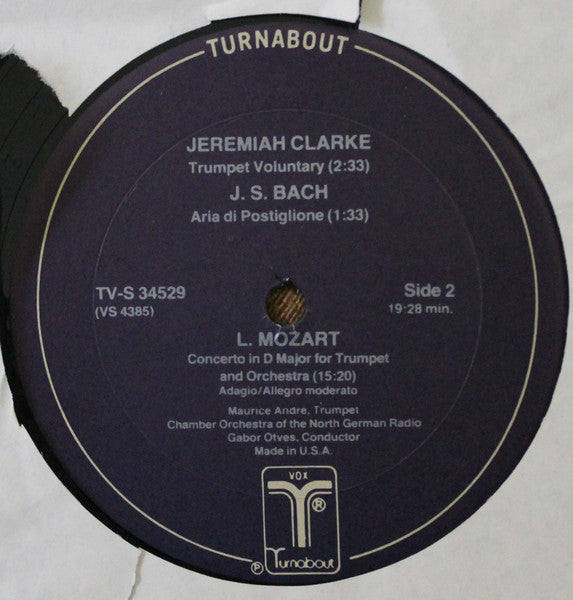 TURNABOUT
JEREMIAH CLARKE
Trumpet Voluntary (2:33)
J. S. BACH
Aria di Postiglione (1:33)
TV-S 34529
(VS 4385)
Side 2
19:28 min.
L. MOZART
Concerto in D Major for Trumpet
and Orchestra (15:20)
Adagio/Allegro moderato
Maurice Andre, Trumpet
Chamber Orchestra of the North German Radio
Gabor Otves, Conductor
Made in U.S.A.
VOX
®
℗
Turnabout